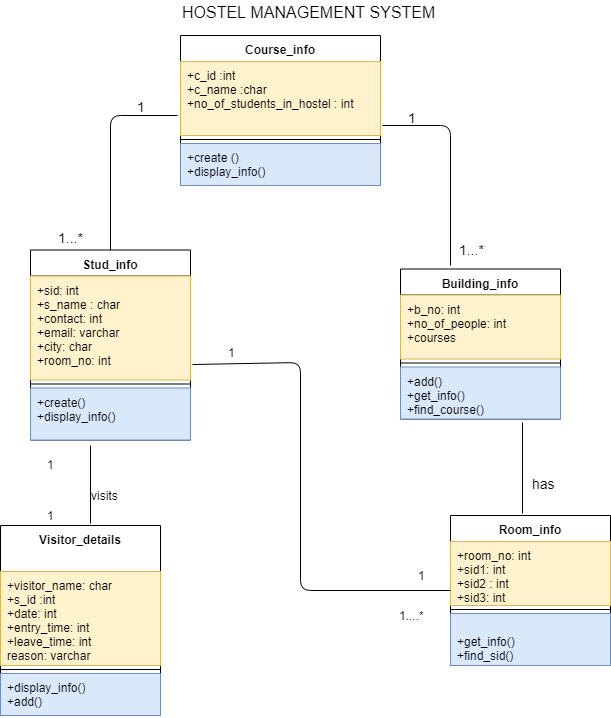 HOSTEL MANAGEMENT SYSTEM
Course_info
+c_id :int
+c_name :char
+no_of_students_in_hostel : int
+create ()
+display_info()
1
1
1...*
1...*
Stud_info
+sid: int
+s_name : char
+contact: int
+email: varchar
+city: char
+room_no: int
+create()
+display_info()
Building_info
+b_no: int
+no_of_people: int
+courses
+add()
+get_info()
+find_course()
1
1
visits
1
has
Visitor_details
+visitor_name: char
+s_id :int
+date: int
+entry_time: int
+leave_time: int
reason: varchar
+display_info()
+add()
Room_info
+room_no: int
+sid1: int
+sid2 : int
+sid3: int
+get_info()
+find_sid()
1
1....*